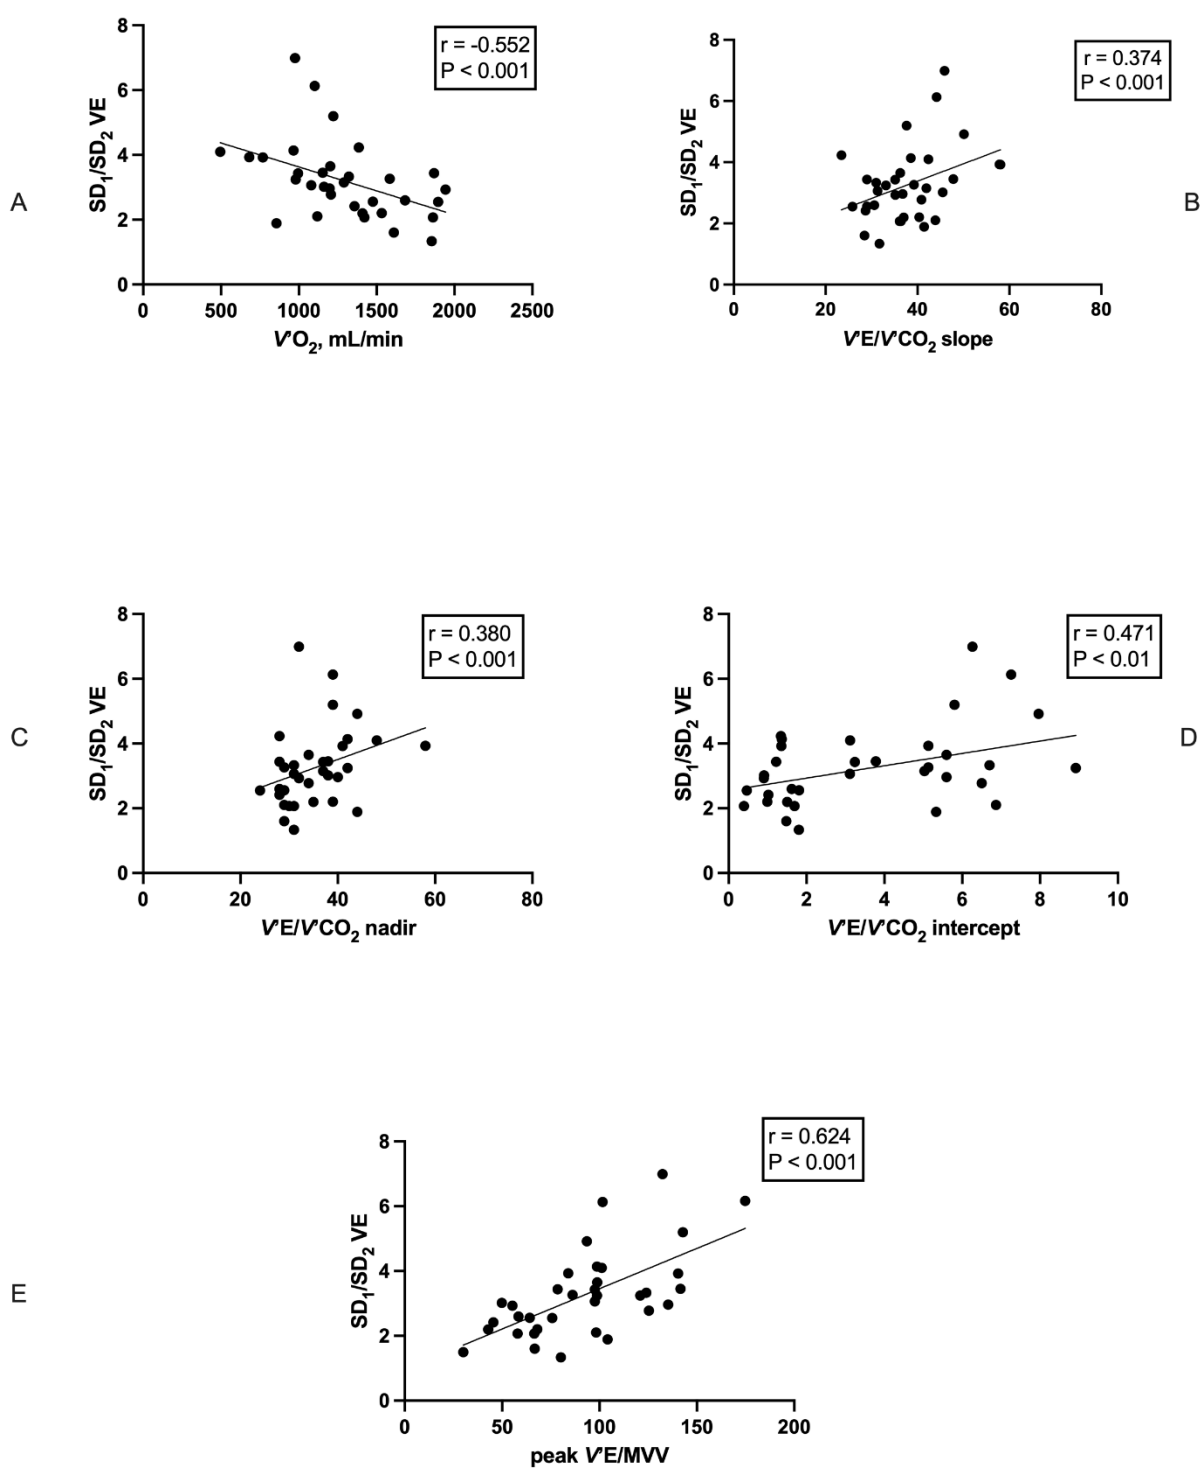 A
SD1/SD2 VE
8
6
4
2
0
r = -0.552
P < 0.001
0 500 1000 1500 2000 2500
V'O2, mL/min
B
SD1/SD2 VE
8
6
4
2
0
r = 0.374
P < 0.001
0 20 40 60 80
V'E/V'CO2 slope
C
SD1/SD2 VE
8
6
4
2
0
r = 0.380
P < 0.001
0 20 40 60 80
V'E/V'CO2 nadir
D
SD1/SD2 VE
8
6
4
2
0
r = 0.471
P < 0.01
0 2 4 6 8 10
V'E/V'CO2 intercept
E
SD1/SD2 VE
8
6
4
2
0
r = 0.624
P < 0.001
0 50 100 150 200
peak V'E/MVV